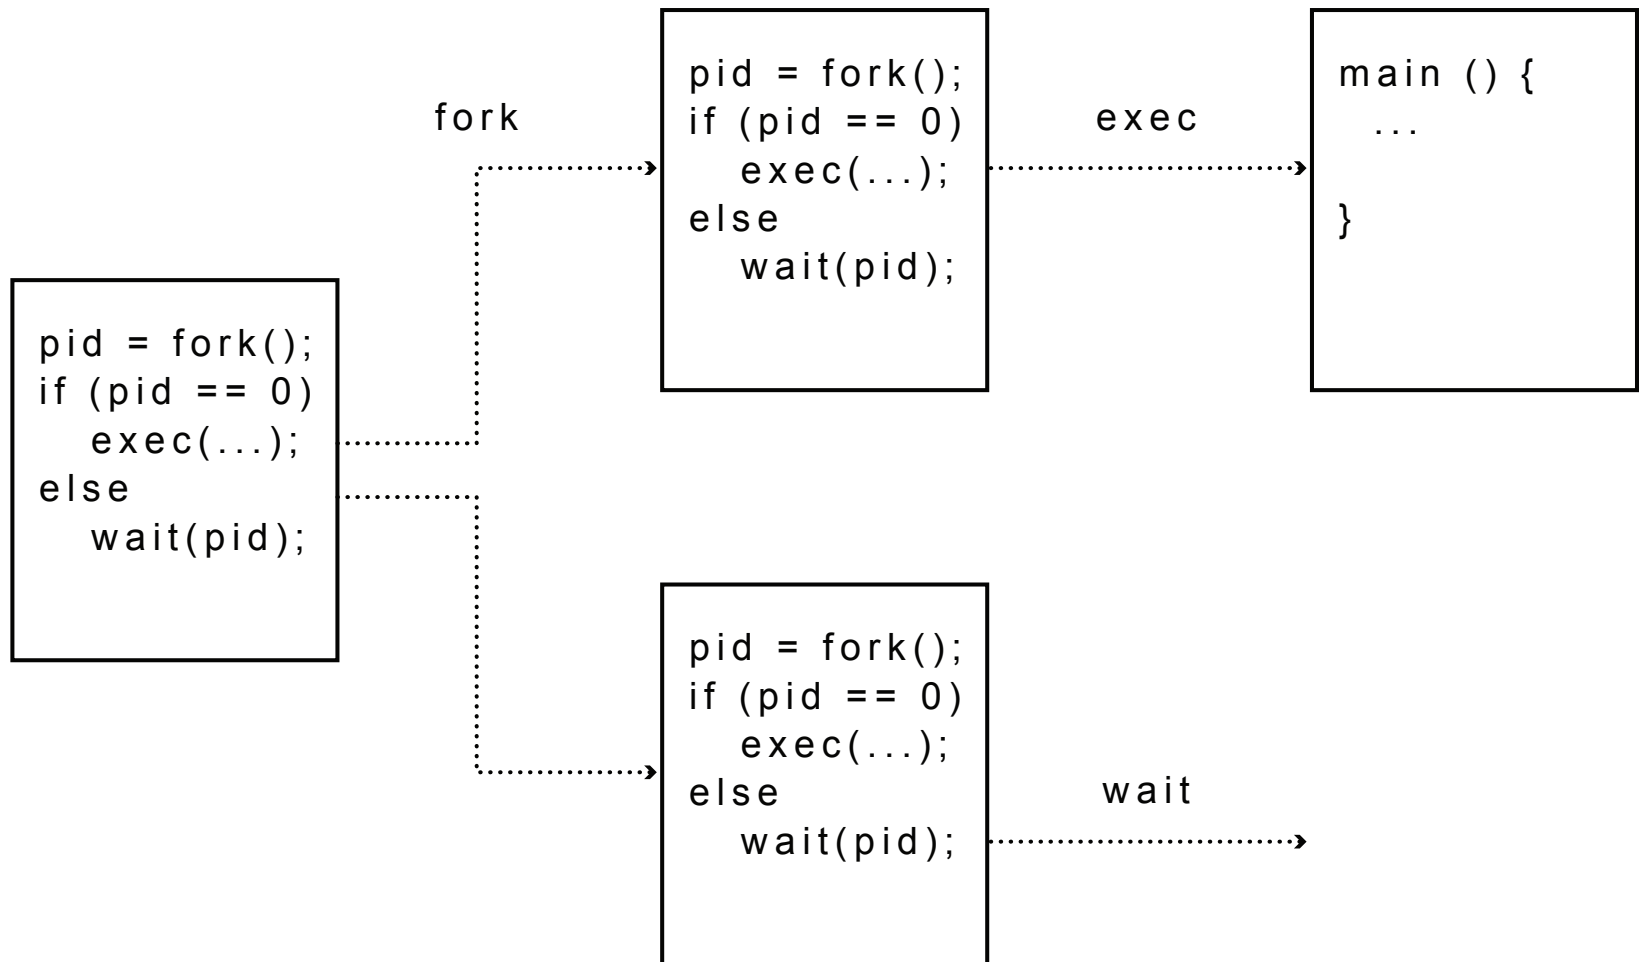 pid = fork();
if (pid == 0)
exec(...);
else
wait(pid);
fork
pid = fork();
if (pid == 0)
exec(...);
else
wait(pid);
exec
main () {
...
}
pid = fork();
if (pid == 0)
exec(...);
else
wait(pid);
wait